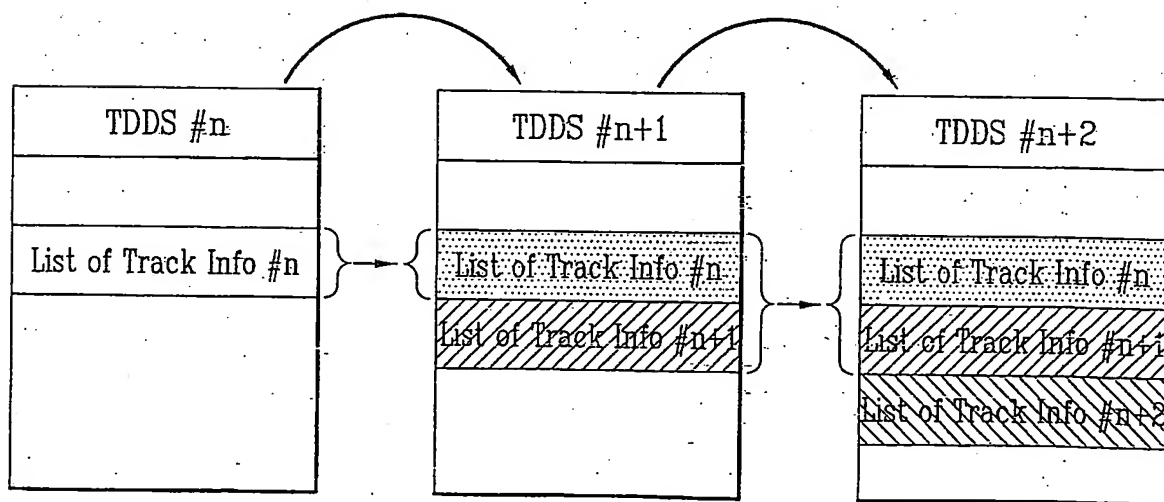 TDDS #n
List of Track Info #n
TDDS #n+1
List of Track Info #n
List of Track Info #n+1
TDDS #n+2
List of Track Info #n
List of Track Info #n+1
List of Track Info #n+2